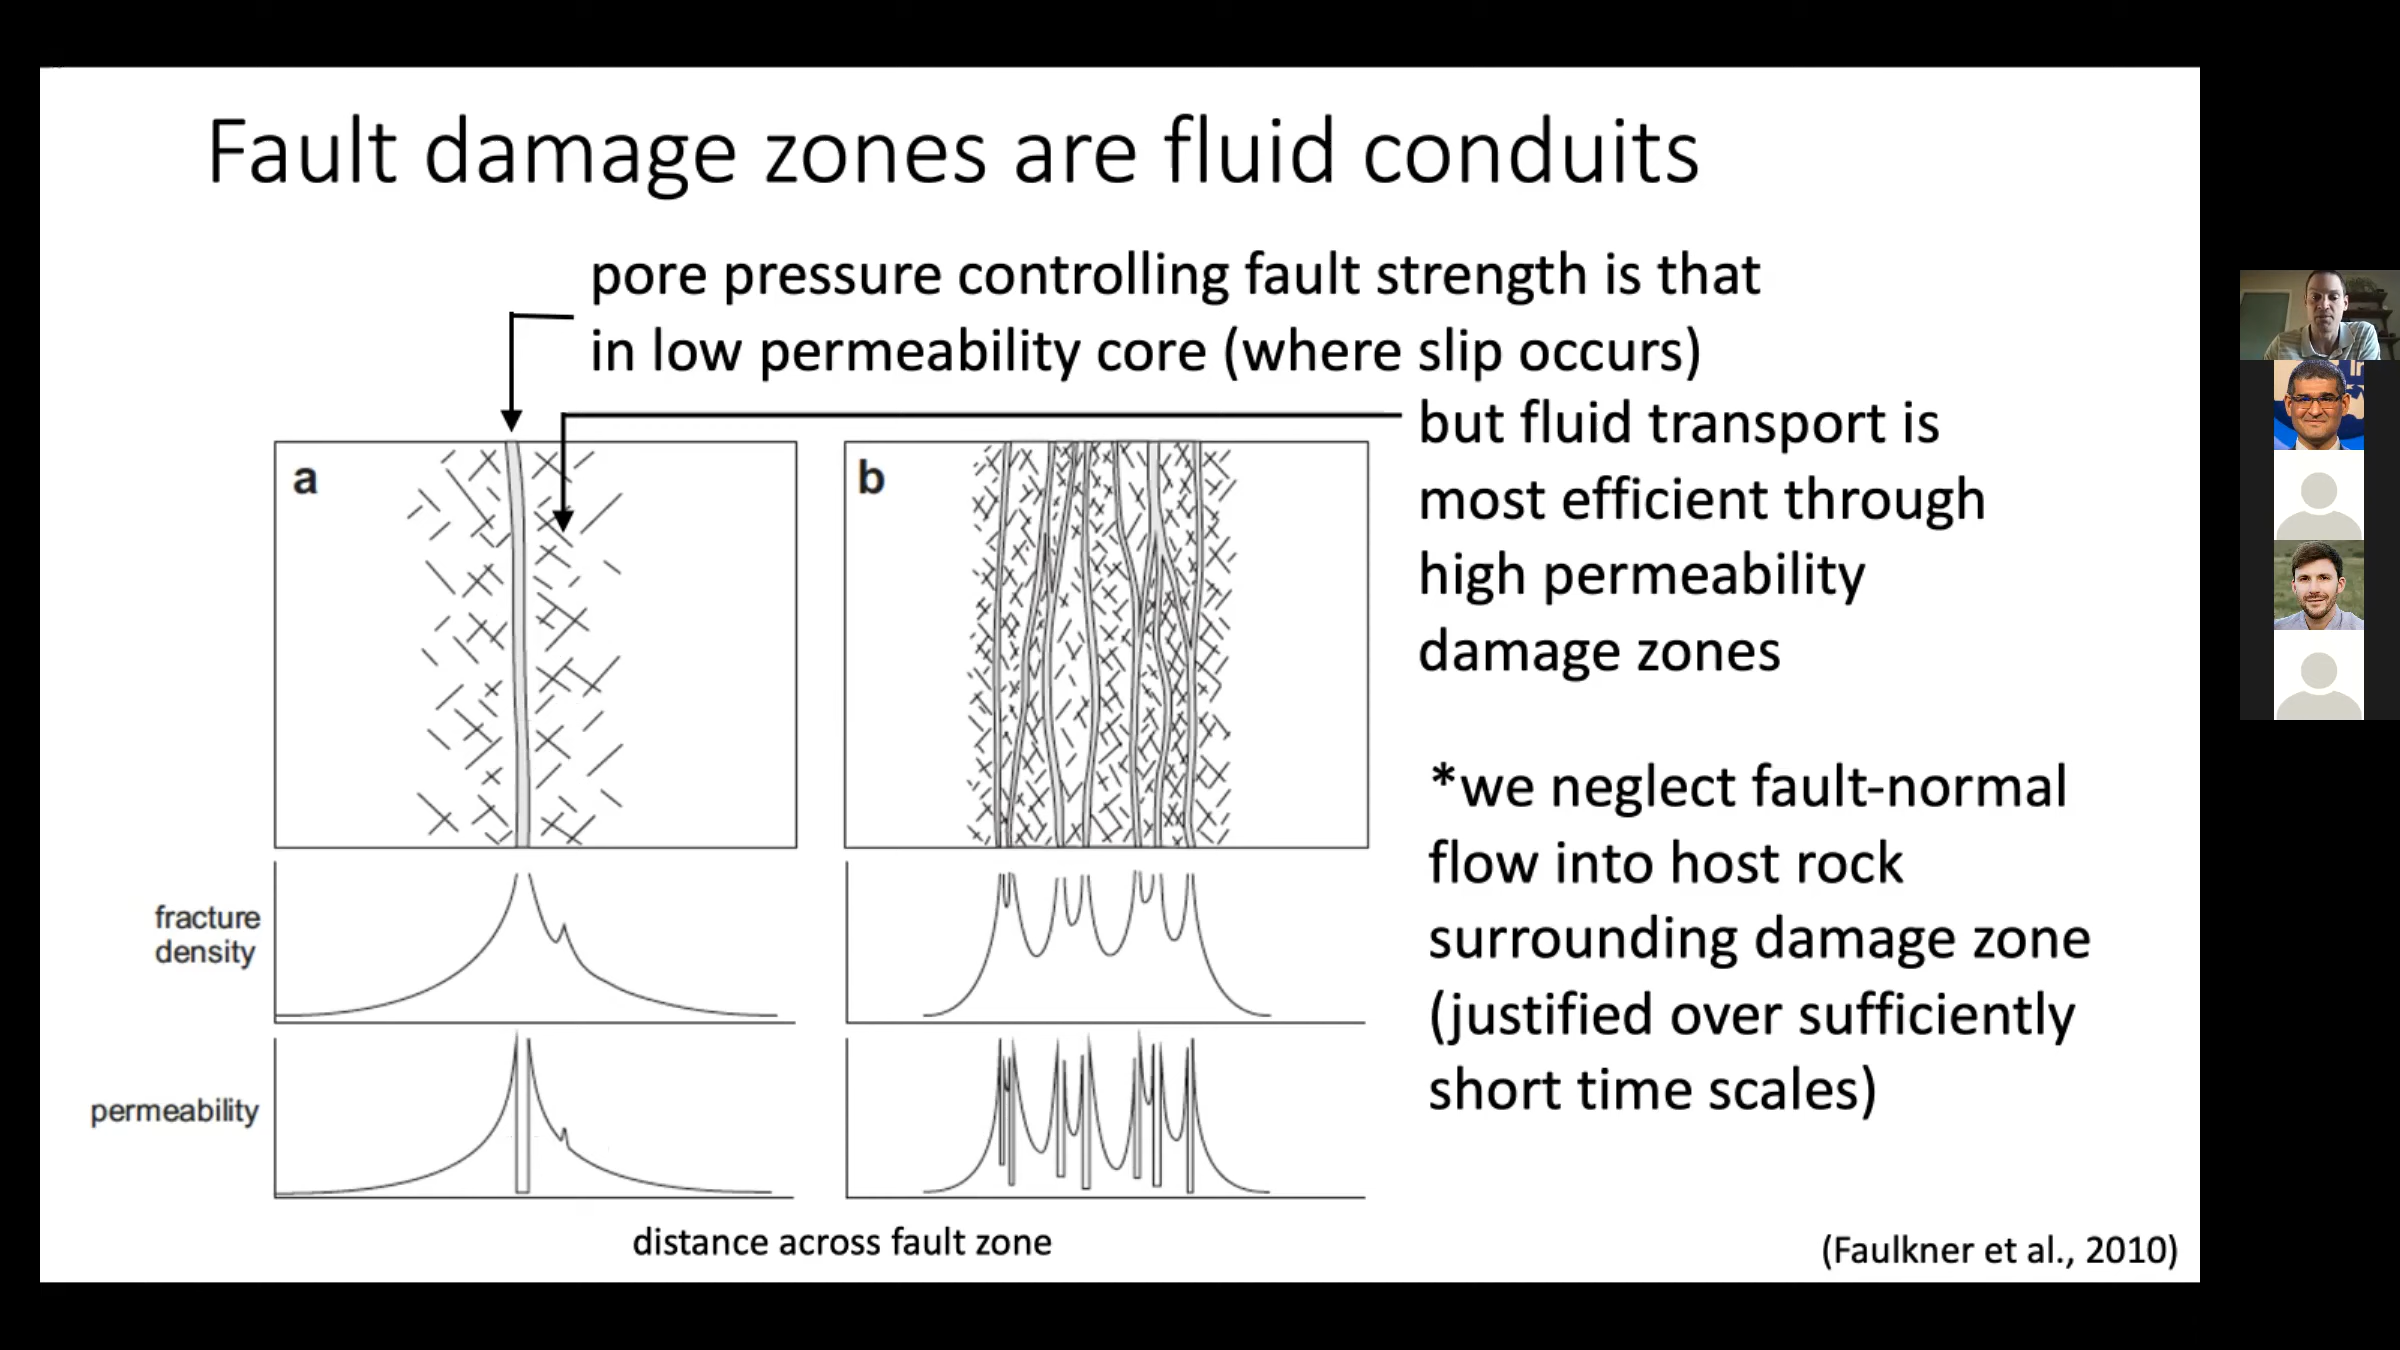 Fault damage zones are fluid conduits
pore pressure controlling fault strength is that
in low permeability core (where slip occurs)
but fluid transport is
most efficient through
high permeability
damage zones
a
b
*we neglect fault-normal
flow into host rock
surrounding damage zone
(justified over sufficiently
short time scales)
fracture
density
permeability
distance across fault zone
(Faulkner et al., 2010)